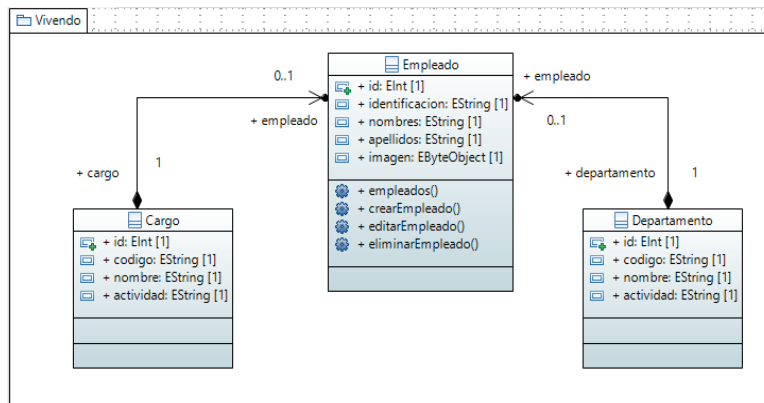 Vivendo
Empleado
+ id: EInt [1]
+ identificacion: EString [1]
+ nombres: EString [1]
+ apellidos: EString [1]
+ imagen: EByteObject [1]
+ empleados()
+ crearEmpleado()
+ editarEmpleado()
+ eliminarEmpleado()
0..1
+ empleado
1
+ cargo
+ empleado
0..1
+ departamento
1
Cargo
+ id: EInt [1]
+ codigo: EString [1]
+ nombre: EString [1]
+ actividad: EString [1]
Departamento
+ id: EInt [1]
+ codigo: EString [1]
+ nombre: EString [1]
+ actividad: EString [1]